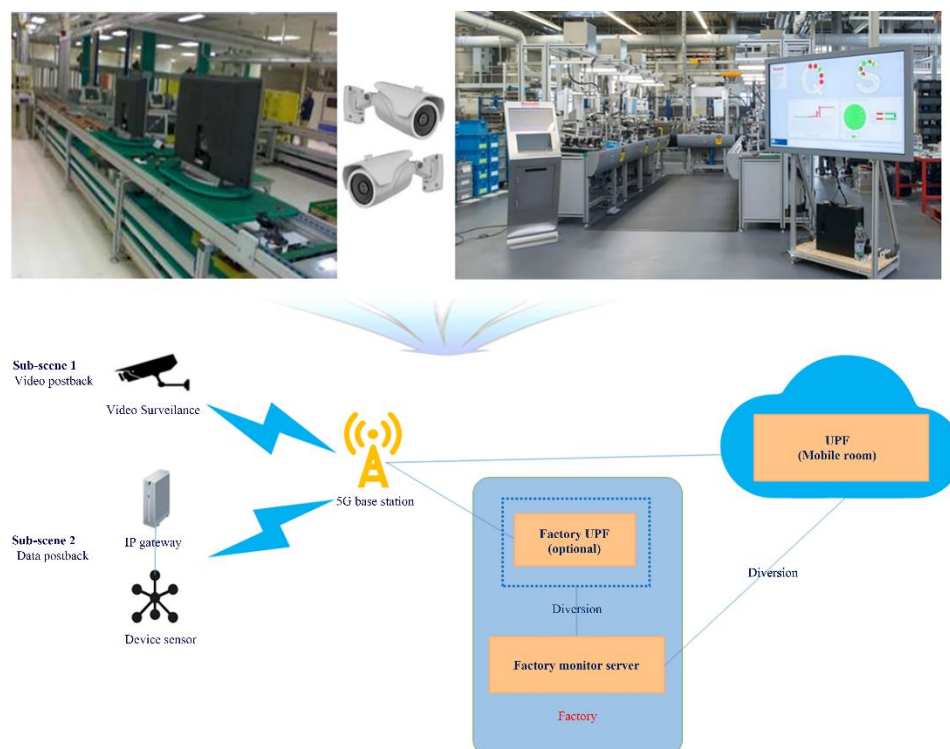 Sub-scene 1
Video postback
Video Surveilance
5G base station
UPF
(Mobile room)
Sub-scene 2
Data postback
IP gateway
Device sensor
Factory UPF
(optional)
Diversion
Diversion
Factory monitor server
Factory